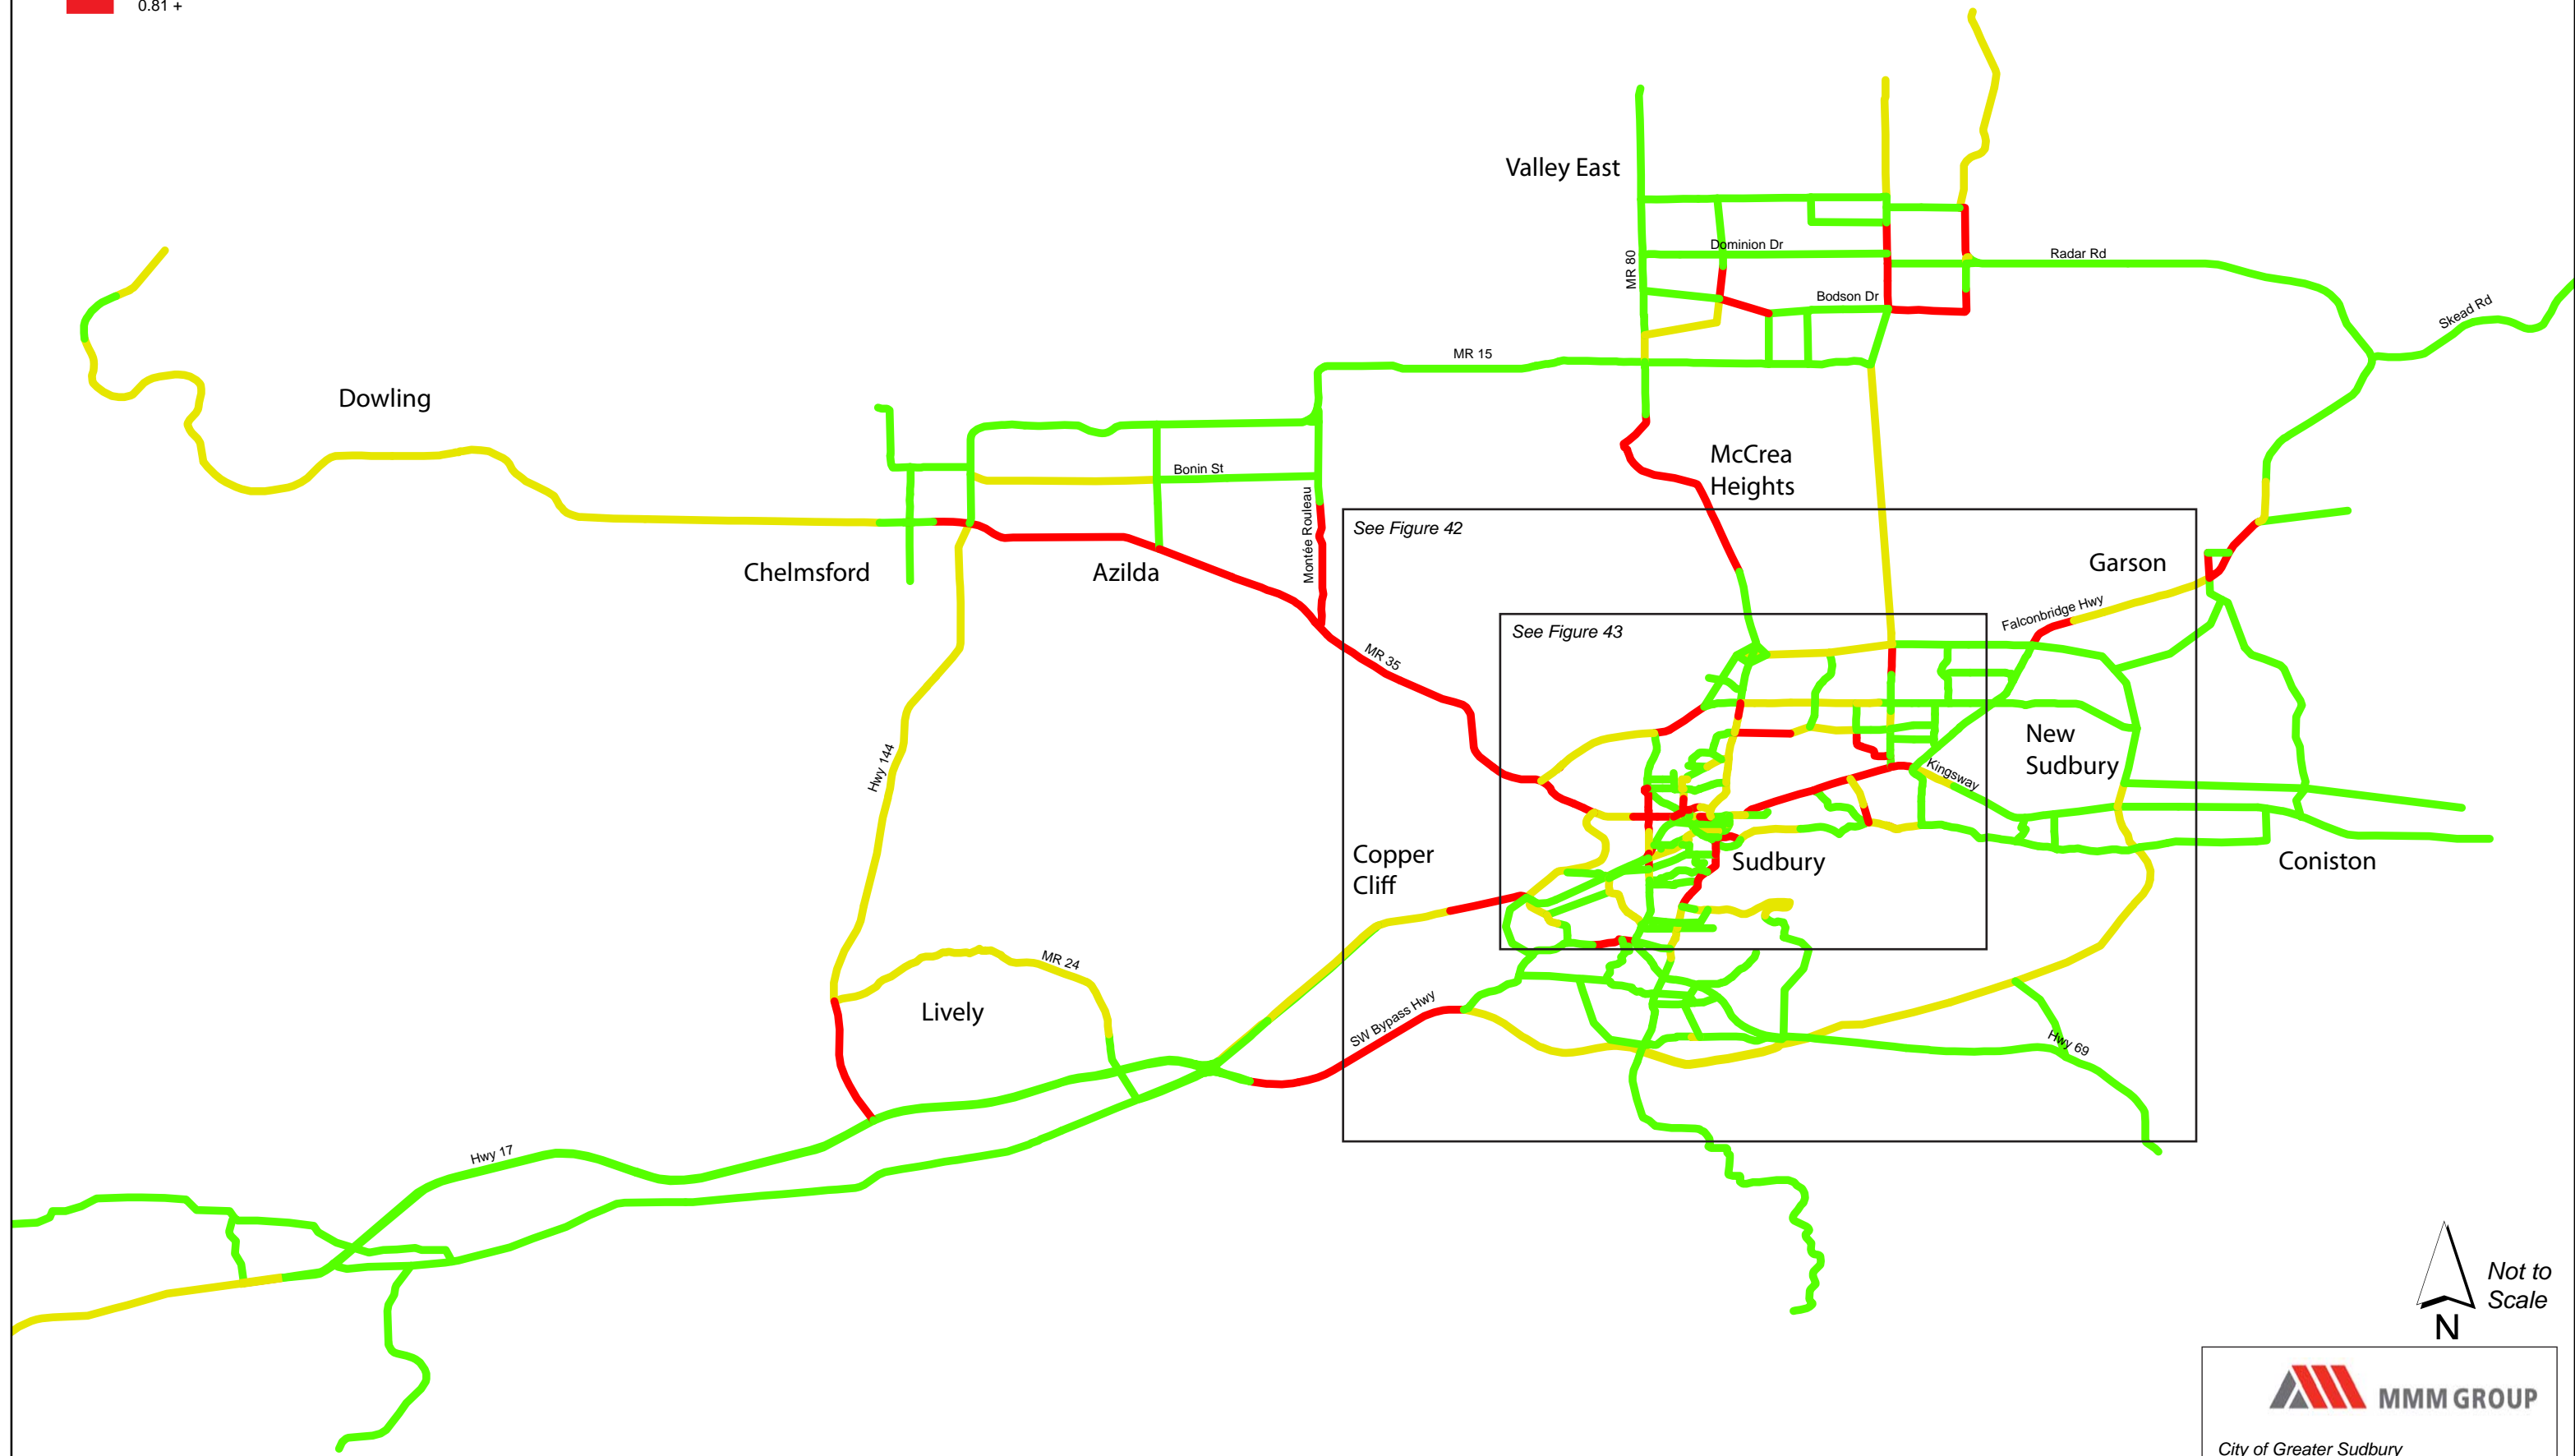 0.81 +
Valley East
MR 80
Dominion Dr
Radar Rd
Bodson Dr
Skead Rd
MR 15
Dowling
McCrea
Heights
Bonin St
Montée Rouleau
See Figure 42
Chelmsford
Azilda
Garson
Falconbridge Hwy
See Figure 43
MR 35
New
Sudbury
Kingsway
Hwy 144
Copper
Cliff
Sudbury
Coniston
MR 24
Lively
SW Bypass Hwy
Hwy 69
Hwy 17
Not to
Scale
N
MMM GROUP
City of Greater Sudbury